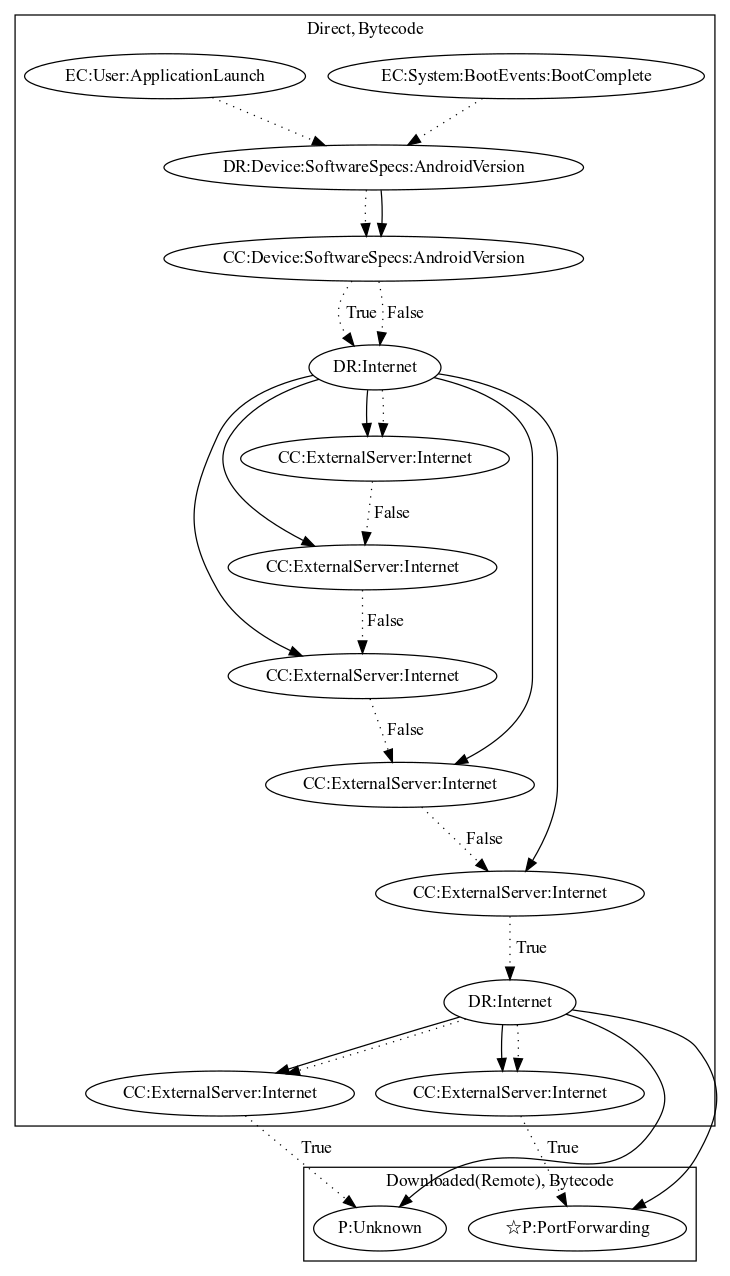 Direct, Bytecode
EC:User:ApplicationLaunch
EC:System:BootEvents:BootComplete
DR:Device:SoftwareSpecs:AndroidVersion
CC:Device:SoftwareSpecs:AndroidVersion
True
False
DR:Internet
CC:ExternalServer:Internet
False
CC:ExternalServer:Internet
False
CC:ExternalServer:Internet
False
CC:ExternalServer:Internet
False
CC:ExternalServer:Internet
True
DR:Internet
CC:ExternalServer:Internet
CC:ExternalServer:Internet
True
True
Downloaded(Remote), Bytecode
P:Unknown
☆P:PortForwarding